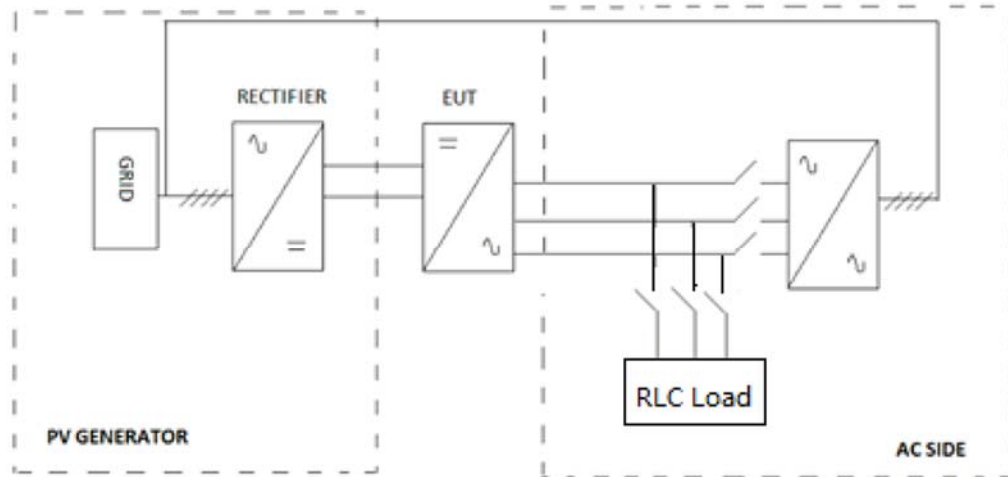 RECTIFIER
EUT
GRID
RLC Load
PV GENERATOR
AC SIDE